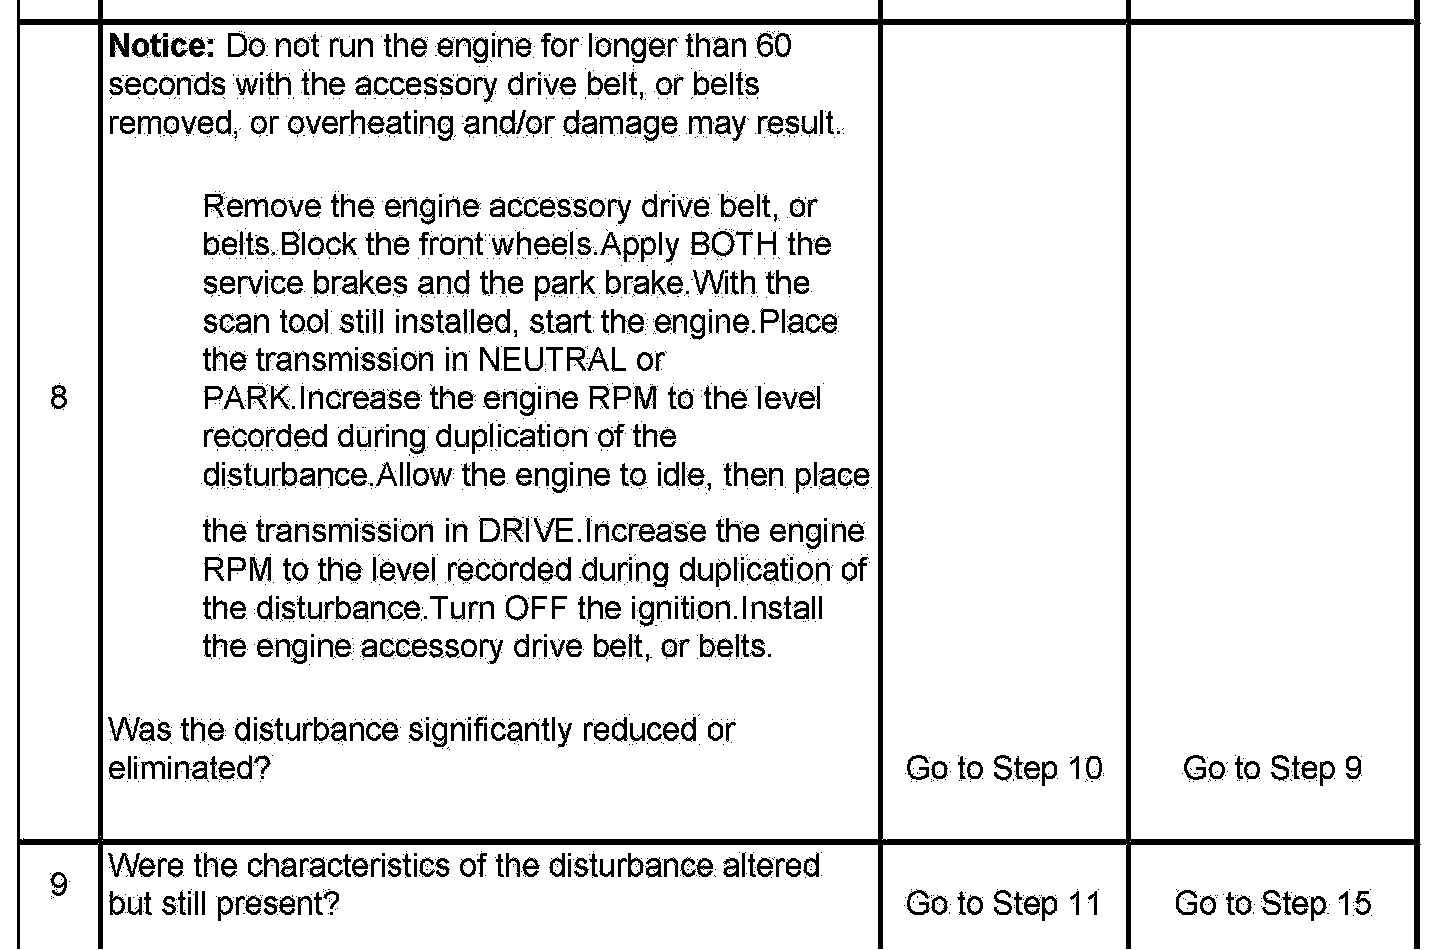 Notice: Do not run the engine for longer than 60
seconds with the accessory drive belt, or belts
removed, or overheating and/or damage may result.
Remove the engine accessory drive belt, or
belts.Block the front wheels.Apply BOTH the
service brakes and the park brake.With the
scan tool still installed, start the engine.Place
the transmission in NEUTRAL or
8
PARK.Increase the engine RPM to the level
recorded during duplication of the
disturbance.Allow the engine to idle, then place
the transmission in DRIVE.Increase the engine
RPM to the level recorded during duplication of
the disturbance.Turn OFF the ignition.Install
the engine accessory drive belt, or belts.
Was the disturbance significantly reduced or
eliminated?
Go to Step 10
Go to Step 9
9
Were the characteristics of the disturbance altered
but still present?
Go to Step 11
Go to Step 15